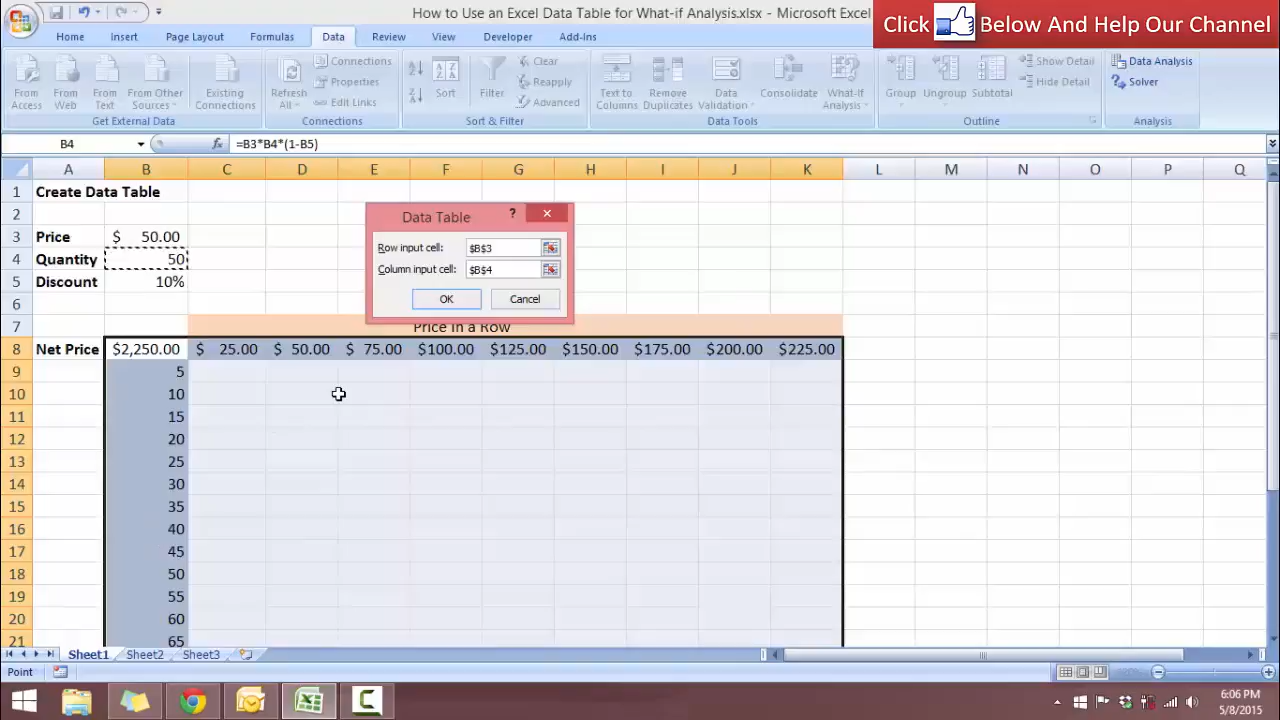 How to Use an Excel Data Table for What-if Analysis.xlsx - Microsoft Excel
Click Below And Help Our Channel
Home Insert Page Layout Formulas Data Review View Developer Add-Ins
From Access
From Web
From Text
From Other Sources
Existing Connections
Get External Data
Refresh All
Connections
Properties
Edit Links
Connections
Sort
Filter
Clear
Reapply
Advanced
Sort & Filter
Text to Columns
Remove Duplicates
Data Validation
Consolidate
What-If Analysis
Data Tools
Group
Ungroup
Subtotal
Show Detail
Hide Detail
Outline
Data Analysis
Solver
Analysis
B4 fx =B3*B4*(1-B5)
A B C D E F G H I J K L M N O P Q
1 Create Data Table
2
3 Price $ 50.00
4 Quantity 50
5 Discount 10%
6
7 Price in a Row
8 Net Price $2,250.00 $ 25.00 $ 50.00 $ 75.00 $100.00 $125.00 $150.00 $175.00 $200.00 $225.00
9 5
10 10
11 15
12 20
13 25
14 30
15 35
16 40
17 45
18 50
19 55
20 60
21 65
Data Table ?
Row input cell: $B$3
Column input cell: $B$4
OK Cancel
Sheet1 Sheet2 Sheet3
Point
6:06 PM
5/8/2015